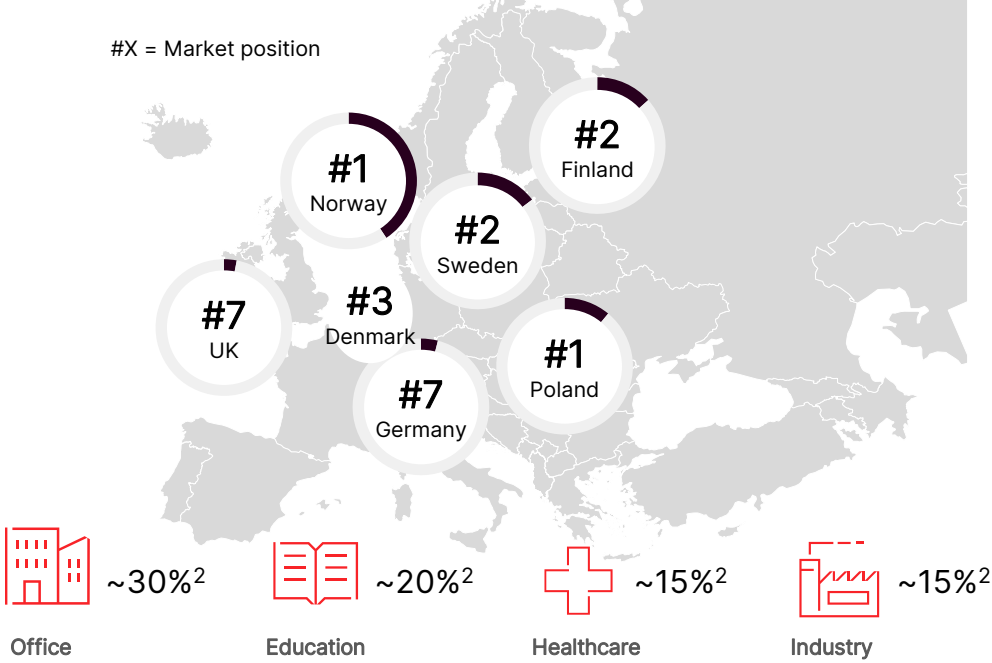 #X = Market position
#2
Finland
#1
Norway
#2
Sweden
#3
Denmark
#7
UK
#1
Poland
#7
Germany
~30%²
~20%²
~15%²
~15%²
Office
Education
Healthcare
Industry